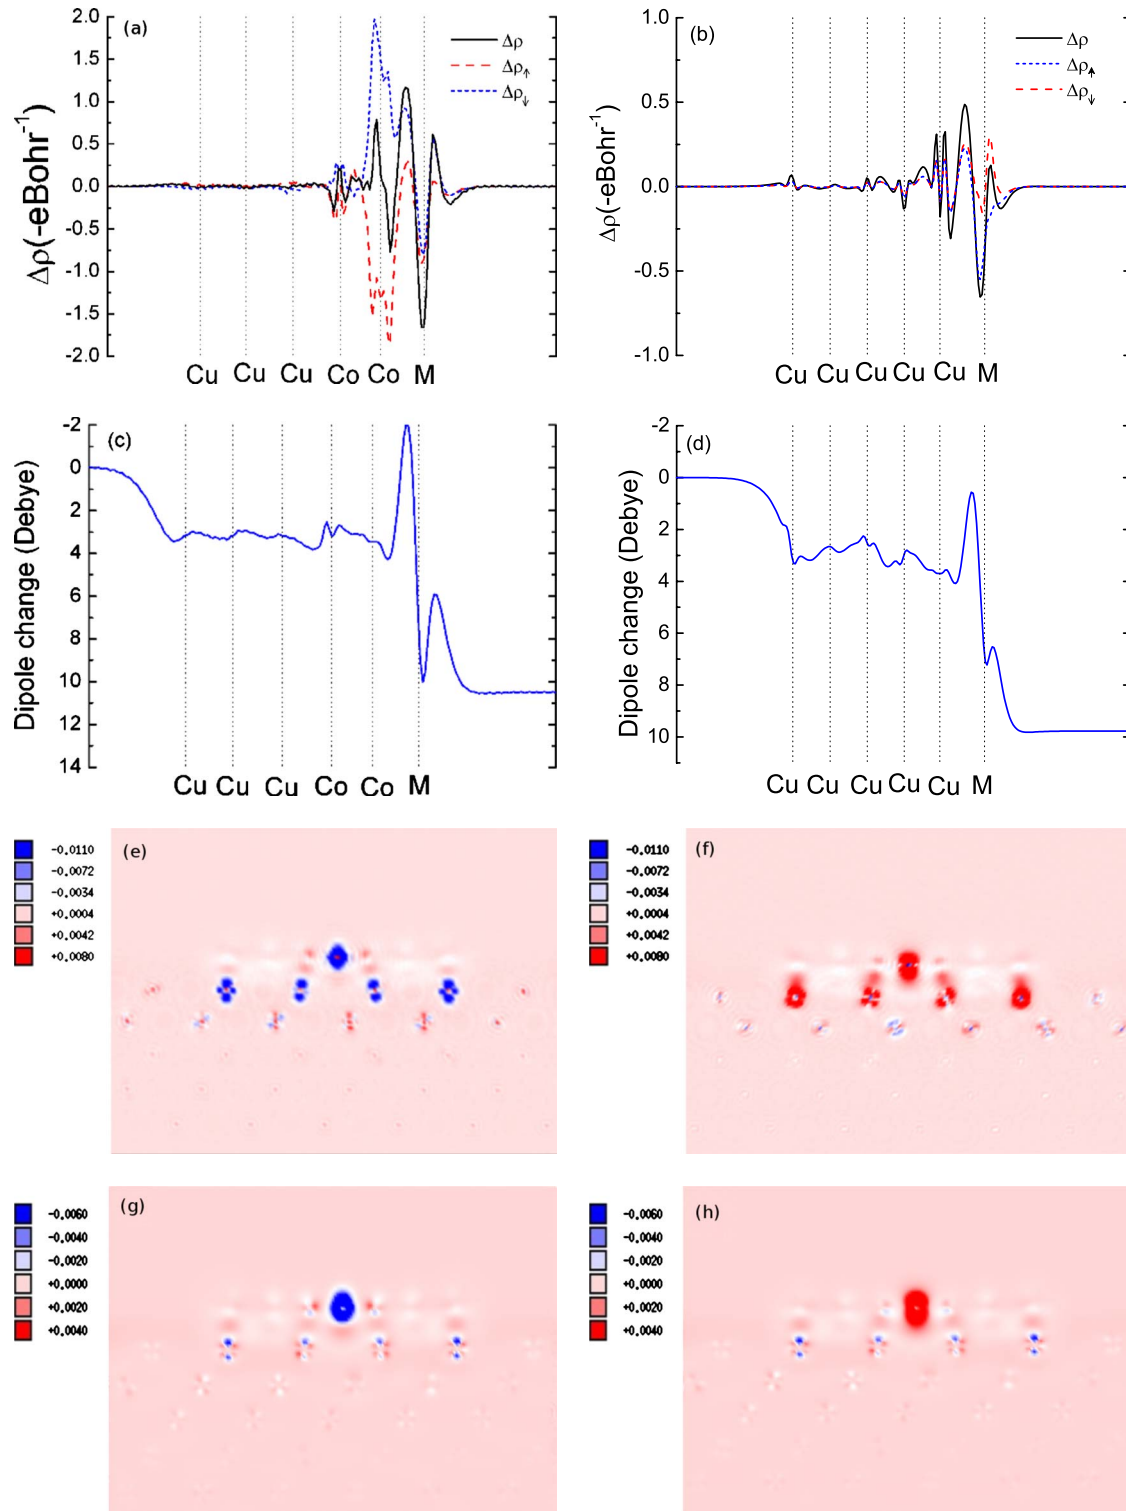 (a)
2.0
1.5
1.0
0.5
0.0
-0.5
-1.0
-1.5
-2.0
Δρ(-eBohr⁻¹)
Δρ
Δρ↑
Δρ↓
Cu Cu Cu Co Co M
(b)
1.0
0.5
0.0
-0.5
-1.0
Δρ(-eBohr⁻¹)
Δρ
Δρ↑
Δρ↓
Cu Cu Cu Cu Cu M
(c)
-2
0
2
4
6
8
10
12
14
Dipole change (Debye)
Cu Cu Cu Co Co M
(d)
-2
0
2
4
6
8
10
Dipole change (Debye)
Cu Cu Cu Cu Cu M
(e)
-0.0110
-0.0072
-0.0034
+0.0004
+0.0042
+0.0080
(f)
-0.0110
-0.0072
-0.0034
+0.0004
+0.0042
+0.0080
(g)
-0.0060
-0.0040
-0.0020
+0.0000
+0.0020
+0.0040
(h)
-0.0060
-0.0040
-0.0020
+0.0000
+0.0020
+0.0040